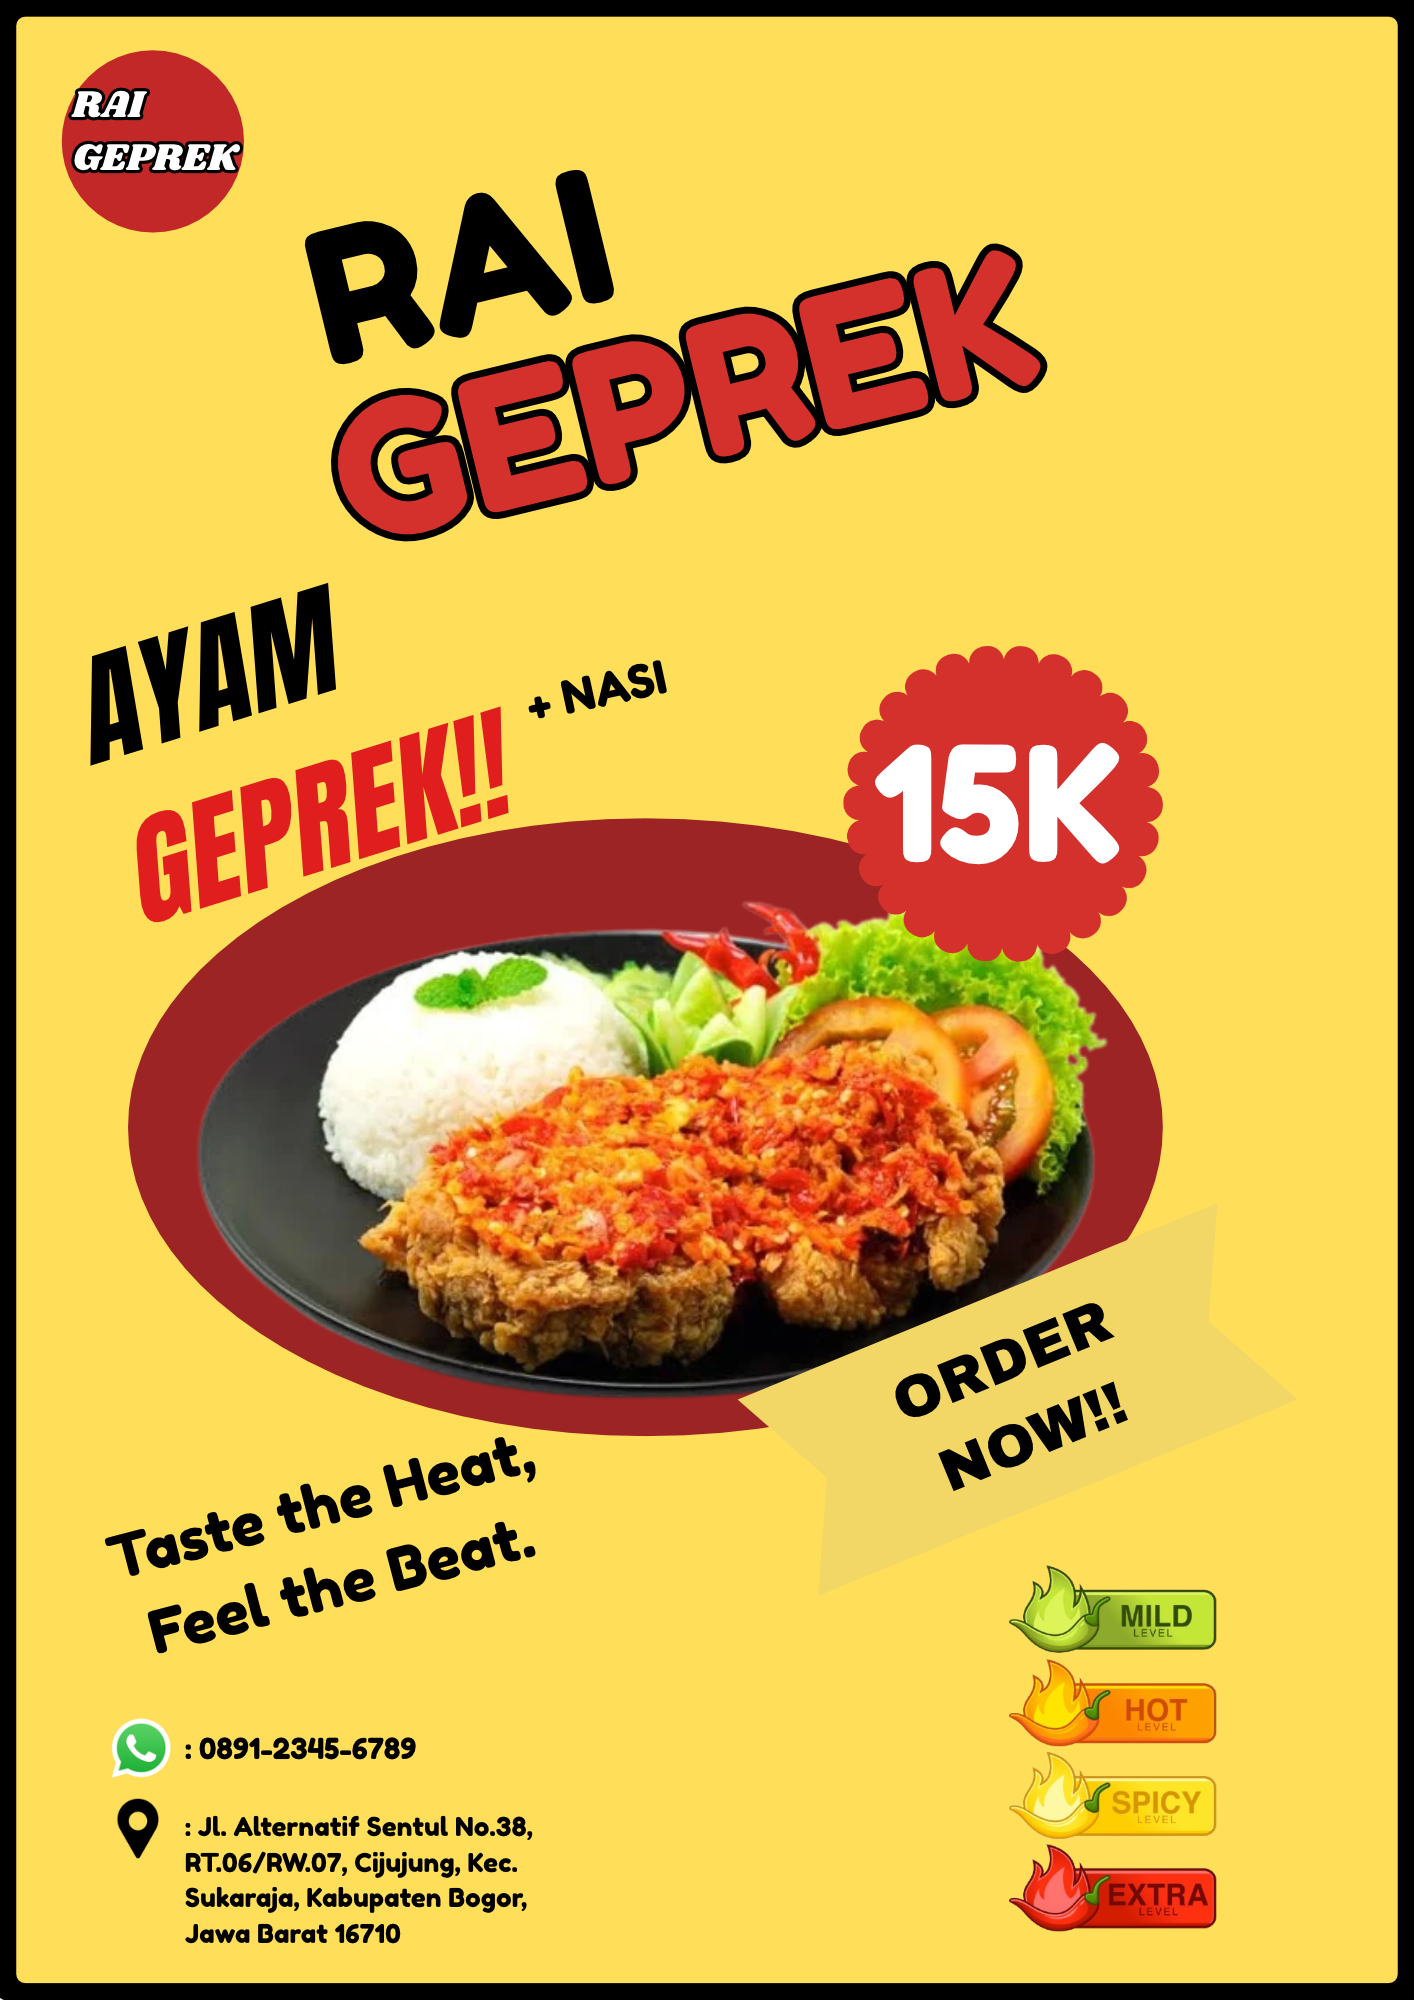 RAI
GEPREK
RAI
GEPREK
AYAM
GEPREK!!
+ NASI
15K
ORDER
NOW!!
Taste the Heat,
Feel the Beat.
MILD
LEVEL
HOT
LEVEL
SPICY
LEVEL
EXTRA
LEVEL
: 0891-2345-6789
: Jl. Alternatif Sentul No.38,
RT.06/RW.07, Cijujung, Kec.
Sukaraja, Kabupaten Bogor,
Jawa Barat 16710